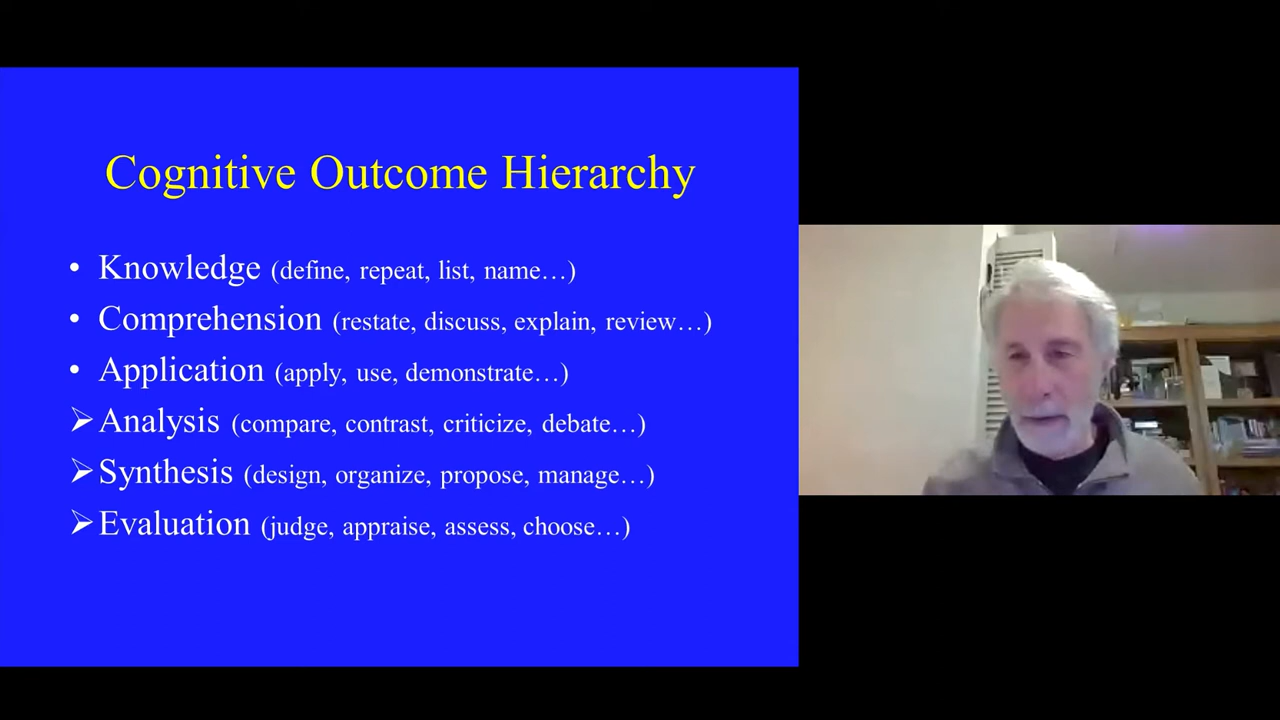 Cognitive Outcome Hierarchy
• Knowledge (define, repeat, list, name…)
• Comprehension (restate, discuss, explain, review…)
• Application (apply, use, demonstrate…)
➢Analysis (compare, contrast, criticize, debate…)
➢Synthesis (design, organize, propose, manage…)
➢Evaluation (judge, appraise, assess, choose…)